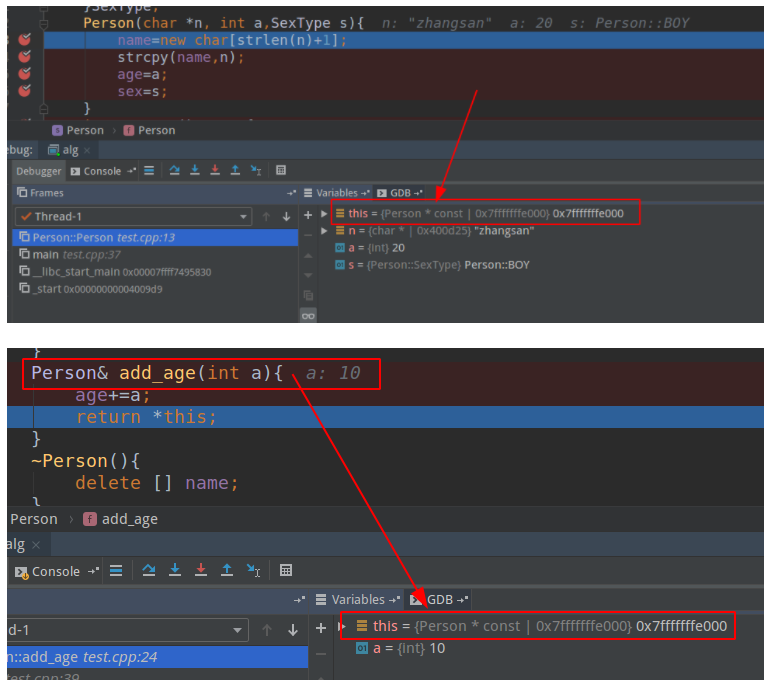 }SexType;
Person(char *n, int a,SexType s){ n: "zhangsan" a: 20 s: Person::BOY
name=new char[strlen(n)+1];
strcpy(name,n);
age=a;
sex=s;
}
Person › Person
ebug: alg ×
Debugger Console
Frames Variables GDB
Thread-1
this = {Person * const | 0x7fffffffe000} 0x7fffffffe000
Person::Person test.cpp:13
n = {char * | 0x400d25} "zhangsan"
main test.cpp:37
a = {int} 20
__libc_start_main 0x00007ffff7495830
s = {Person::SexType} Person::BOY
_start 0x00000000004009d9
}
Person& add_age(int a){ a: 10
age+=a;
return *this;
}
~Person(){
delete [] name;
}
Person › add_age
alg ×
Console
Variables GDB
d-1
this = {Person * const | 0x7fffffffe000} 0x7fffffffe000
n::add_age test.cpp:24
a = {int} 10
test.cpp:39